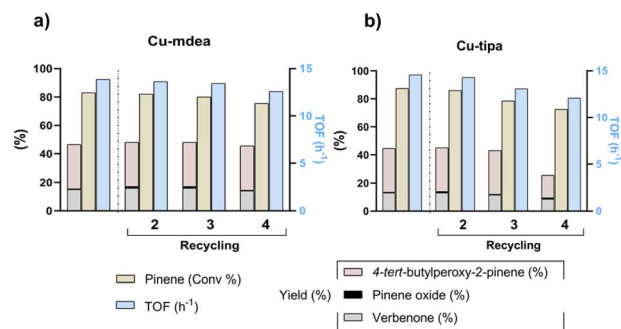 a)
Cu-mdea
100
80
60
40
20
0
(%)
15
10
5
0
TOF (h⁻¹)
2 3 4
Recycling
b)
Cu-tipa
100
80
60
40
20
0
(%)
15
10
5
0
TOF (h⁻¹)
2 3 4
Recycling
Pinene (Conv %)
TOF (h⁻¹)
Yield (%)
4-tert-butylperoxy-2-pinene (%)
Pinene oxide (%)
Verbenone (%)